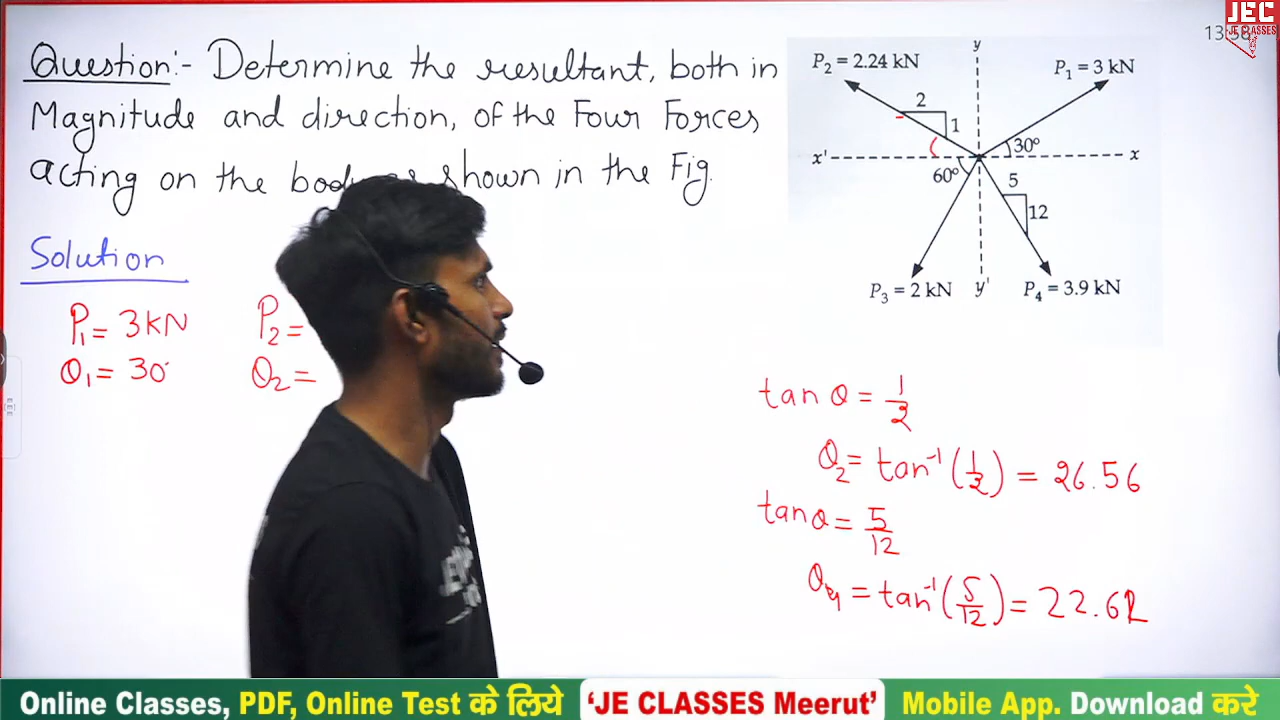 JEC
JE CLASSES
Question:- Determine the resultant, both in
Magnitude and direction, of the Four Forces
acting on the shown in the Fig.
y
P₂ = 2.24 kN
P₁ = 3 kN
2
1
30°
x'
x
60°
5
12
P₃ = 2 kN
y'
P₄ = 3.9 kN
Solution
P₁ = 3KN
P₂ =
θ₁ = 30°
θ₂ =
tan θ = 1/2
θ₂ = tan⁻¹(1/2) = 26.56
tan θ = 5/12
θ₄ = tan⁻¹(5/12) = 22.62
Online Classes, PDF, Online Test के लिये 'JE CLASSES Meerut' Mobile App. Download करे